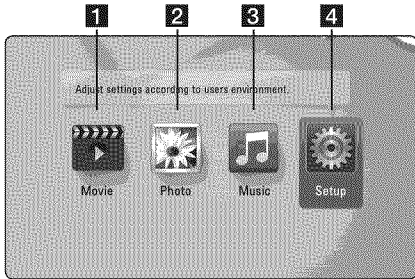 1 2 3 4
Adjust settings according to users environment.
Movie Photo Music Setup